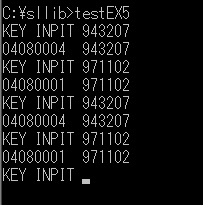 C:¥sllib>testEX5
KEY INPIT 943207
04080004  943207
KEY INPIT 971102
04080001  971102
KEY INPIT 943207
04080004  943207
KEY INPIT 971102
04080001  971102
KEY INPIT _